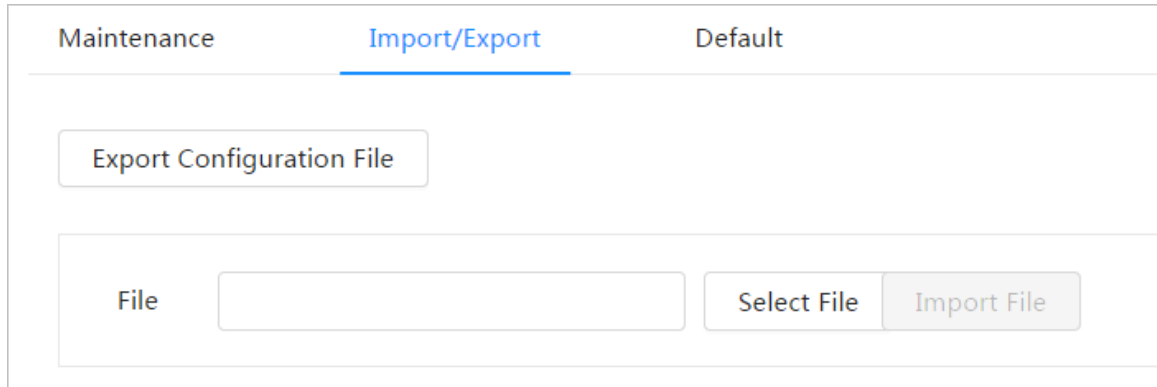 Maintenance Import/Export Default
Export Configuration File
File Select File Import File